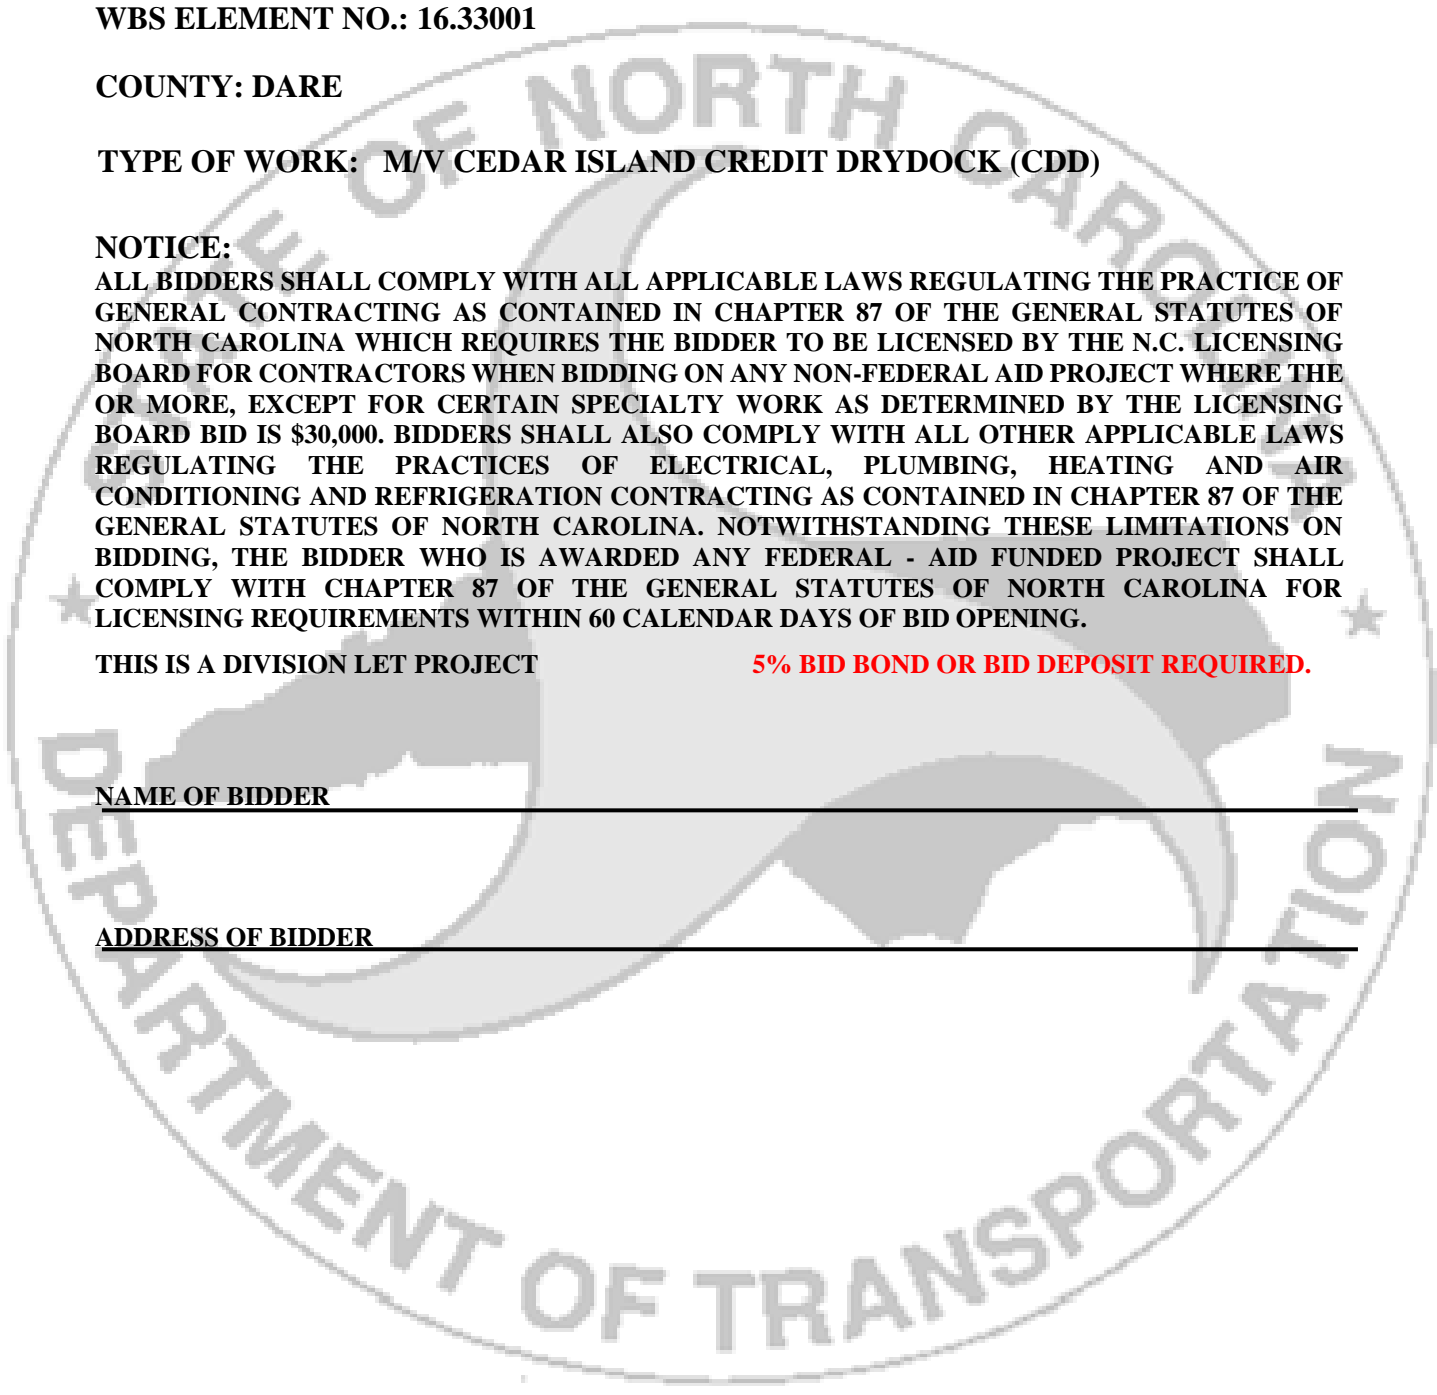 WBS ELEMENT NO.: 16.33001
COUNTY: DARE
TYPE OF WORK: M/V CEDAR ISLAND CREDIT DRYDOCK (CDD)
NOTICE:
ALL BIDDERS SHALL COMPLY WITH ALL APPLICABLE LAWS REGULATING THE PRACTICE OF
GENERAL CONTRACTING AS CONTAINED IN CHAPTER 87 OF THE GENERAL STATUTES OF
NORTH CAROLINA WHICH REQUIRES THE BIDDER TO BE LICENSED BY THE N.C. LICENSING
BOARD FOR CONTRACTORS WHEN BIDDING ON ANY NON-FEDERAL AID PROJECT WHERE THE
OR MORE, EXCEPT FOR CERTAIN SPECIALTY WORK AS DETERMINED BY THE LICENSING
BOARD BID IS $30,000. BIDDERS SHALL ALSO COMPLY WITH ALL OTHER APPLICABLE LAWS
REGULATING THE PRACTICES OF ELECTRICAL, PLUMBING, HEATING AND AIR
CONDITIONING AND REFRIGERATION CONTRACTING AS CONTAINED IN CHAPTER 87 OF THE
GENERAL STATUTES OF NORTH CAROLINA. NOTWITHSTANDING THESE LIMITATIONS ON
BIDDING, THE BIDDER WHO IS AWARDED ANY FEDERAL - AID FUNDED PROJECT SHALL
COMPLY WITH CHAPTER 87 OF THE GENERAL STATUTES OF NORTH CAROLINA FOR
LICENSING REQUIREMENTS WITHIN 60 CALENDAR DAYS OF BID OPENING.
THIS IS A DIVISION LET PROJECT 5% BID BOND OR BID DEPOSIT REQUIRED.
NAME OF BIDDER
ADDRESS OF BIDDER
STATE OF NORTH CAROLINA
DEPARTMENT OF TRANSPORTATION